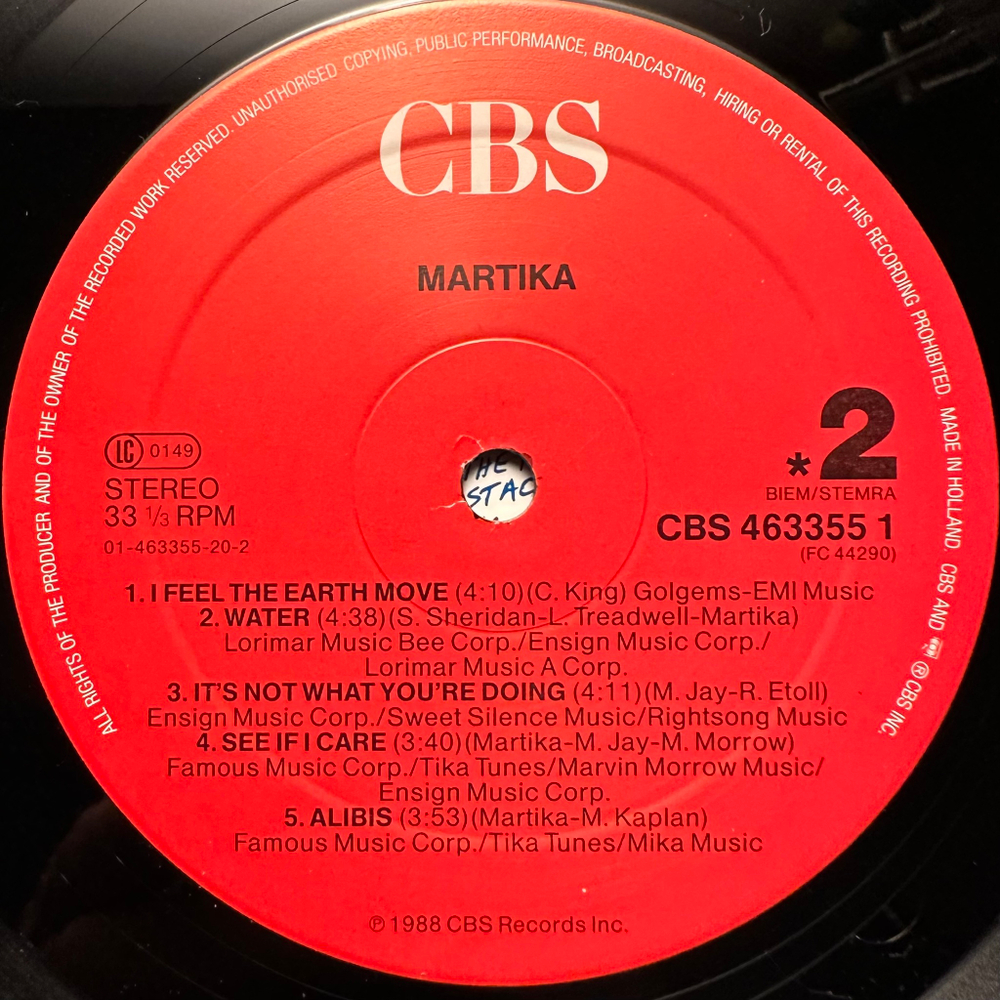 ALL RIGHTS OF THE PRODUCER AND OF THE OWNER OF THE RECORDED WORK RESERVED. UNAUTHORISED COPYING, PUBLIC PERFORMANCE, BROADCASTING, HIRING OR RENTAL OF THIS RECORDING PROHIBITED. MADE IN HOLLAND. CBS AND ℗ CBS INC.
CBS
MARTIKA
LC 0149
STEREO
33 1/3 RPM
01-463355-20-2
*2
BIEM/STEMRA
CBS 463355 1
(FC 44290)
STAC
1. I FEEL THE EARTH MOVE (4:10)(C. King) Golgems-EMI Music
2. WATER (4:38)(S. Sheridan-L. Treadwell-Martika)
Lorimar Music Bee Corp./Ensign Music Corp./
Lorimar Music A Corp.
3. IT'S NOT WHAT YOU'RE DOING (4:11)(M. Jay-R. Etoll)
Ensign Music Corp./Sweet Silence Music/Rightsong Music
4. SEE IF I CARE (3:40)(Martika-M. Jay-M. Morrow)
Famous Music Corp./Tika Tunes/Marvin Morrow Music/
Ensign Music Corp.
5. ALIBIS (3:53)(Martika-M. Kaplan)
Famous Music Corp./Tika Tunes/Mika Music
℗ 1988 CBS Records Inc.